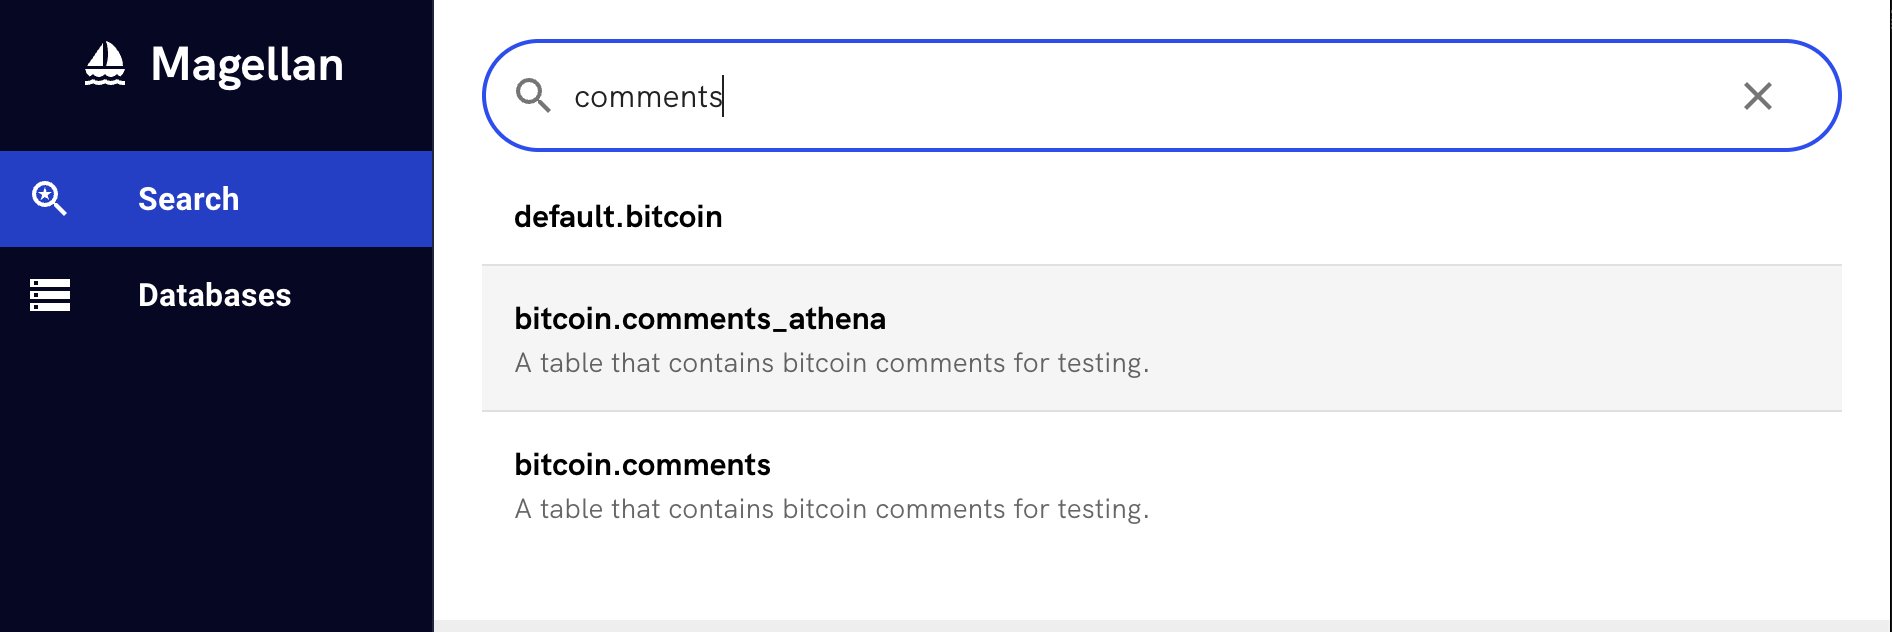 Magellan
Search
Databases
comments
default.bitcoin
bitcoin.comments_athena
A table that contains bitcoin comments for testing.
bitcoin.comments
A table that contains bitcoin comments for testing.